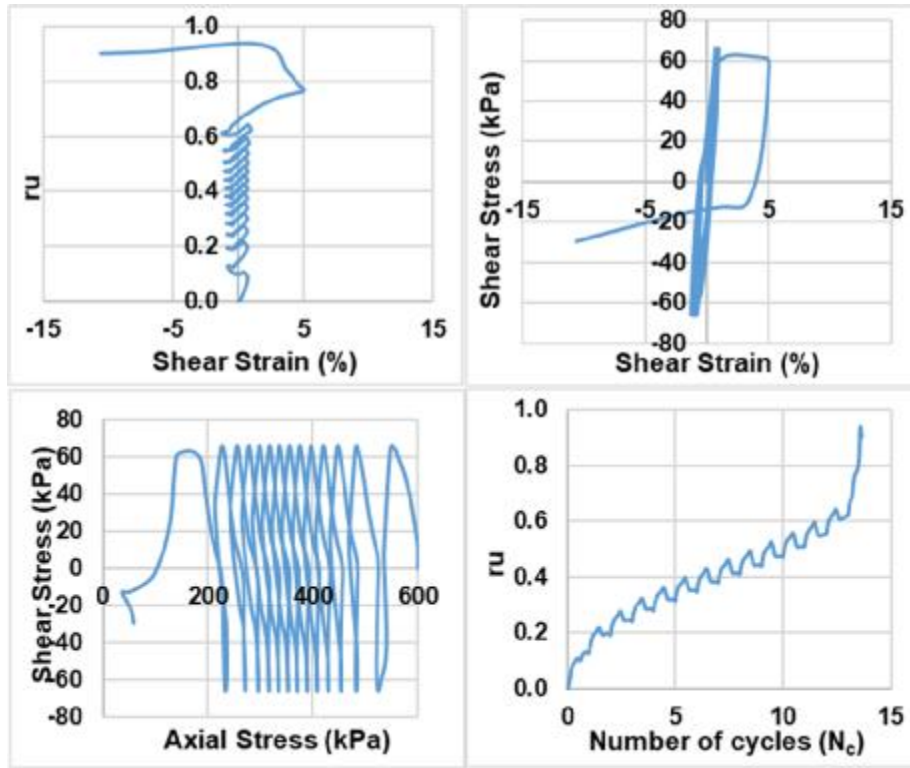 1.0
0.8
0.6
ru
0.4
0.2
0.0
-15 -5 5 15
Shear Strain (%)
80
60
40
20
0
-20
-40
-60
-80
-15 -5 5 15
Shear Stress (kPa)
Shear Strain (%)
80
60
40
20
0
-20
-40
-60
-80
0 200 400 600
Shear Stress (kPa)
Axial Stress (kPa)
1.0
0.8
0.6
ru
0.4
0.2
0.0
0 5 10 15
Number of cycles (Nc)